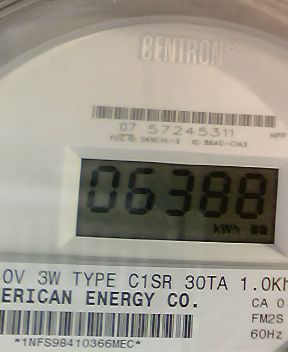 CENTRON®
07 57245311
06388
kWh
0V 3W TYPE C1SR 30TA 1.0Kh
ERICAN ENERGY CO.
CA 0
FM2S
60Hz
*1NFS98410366MEC*